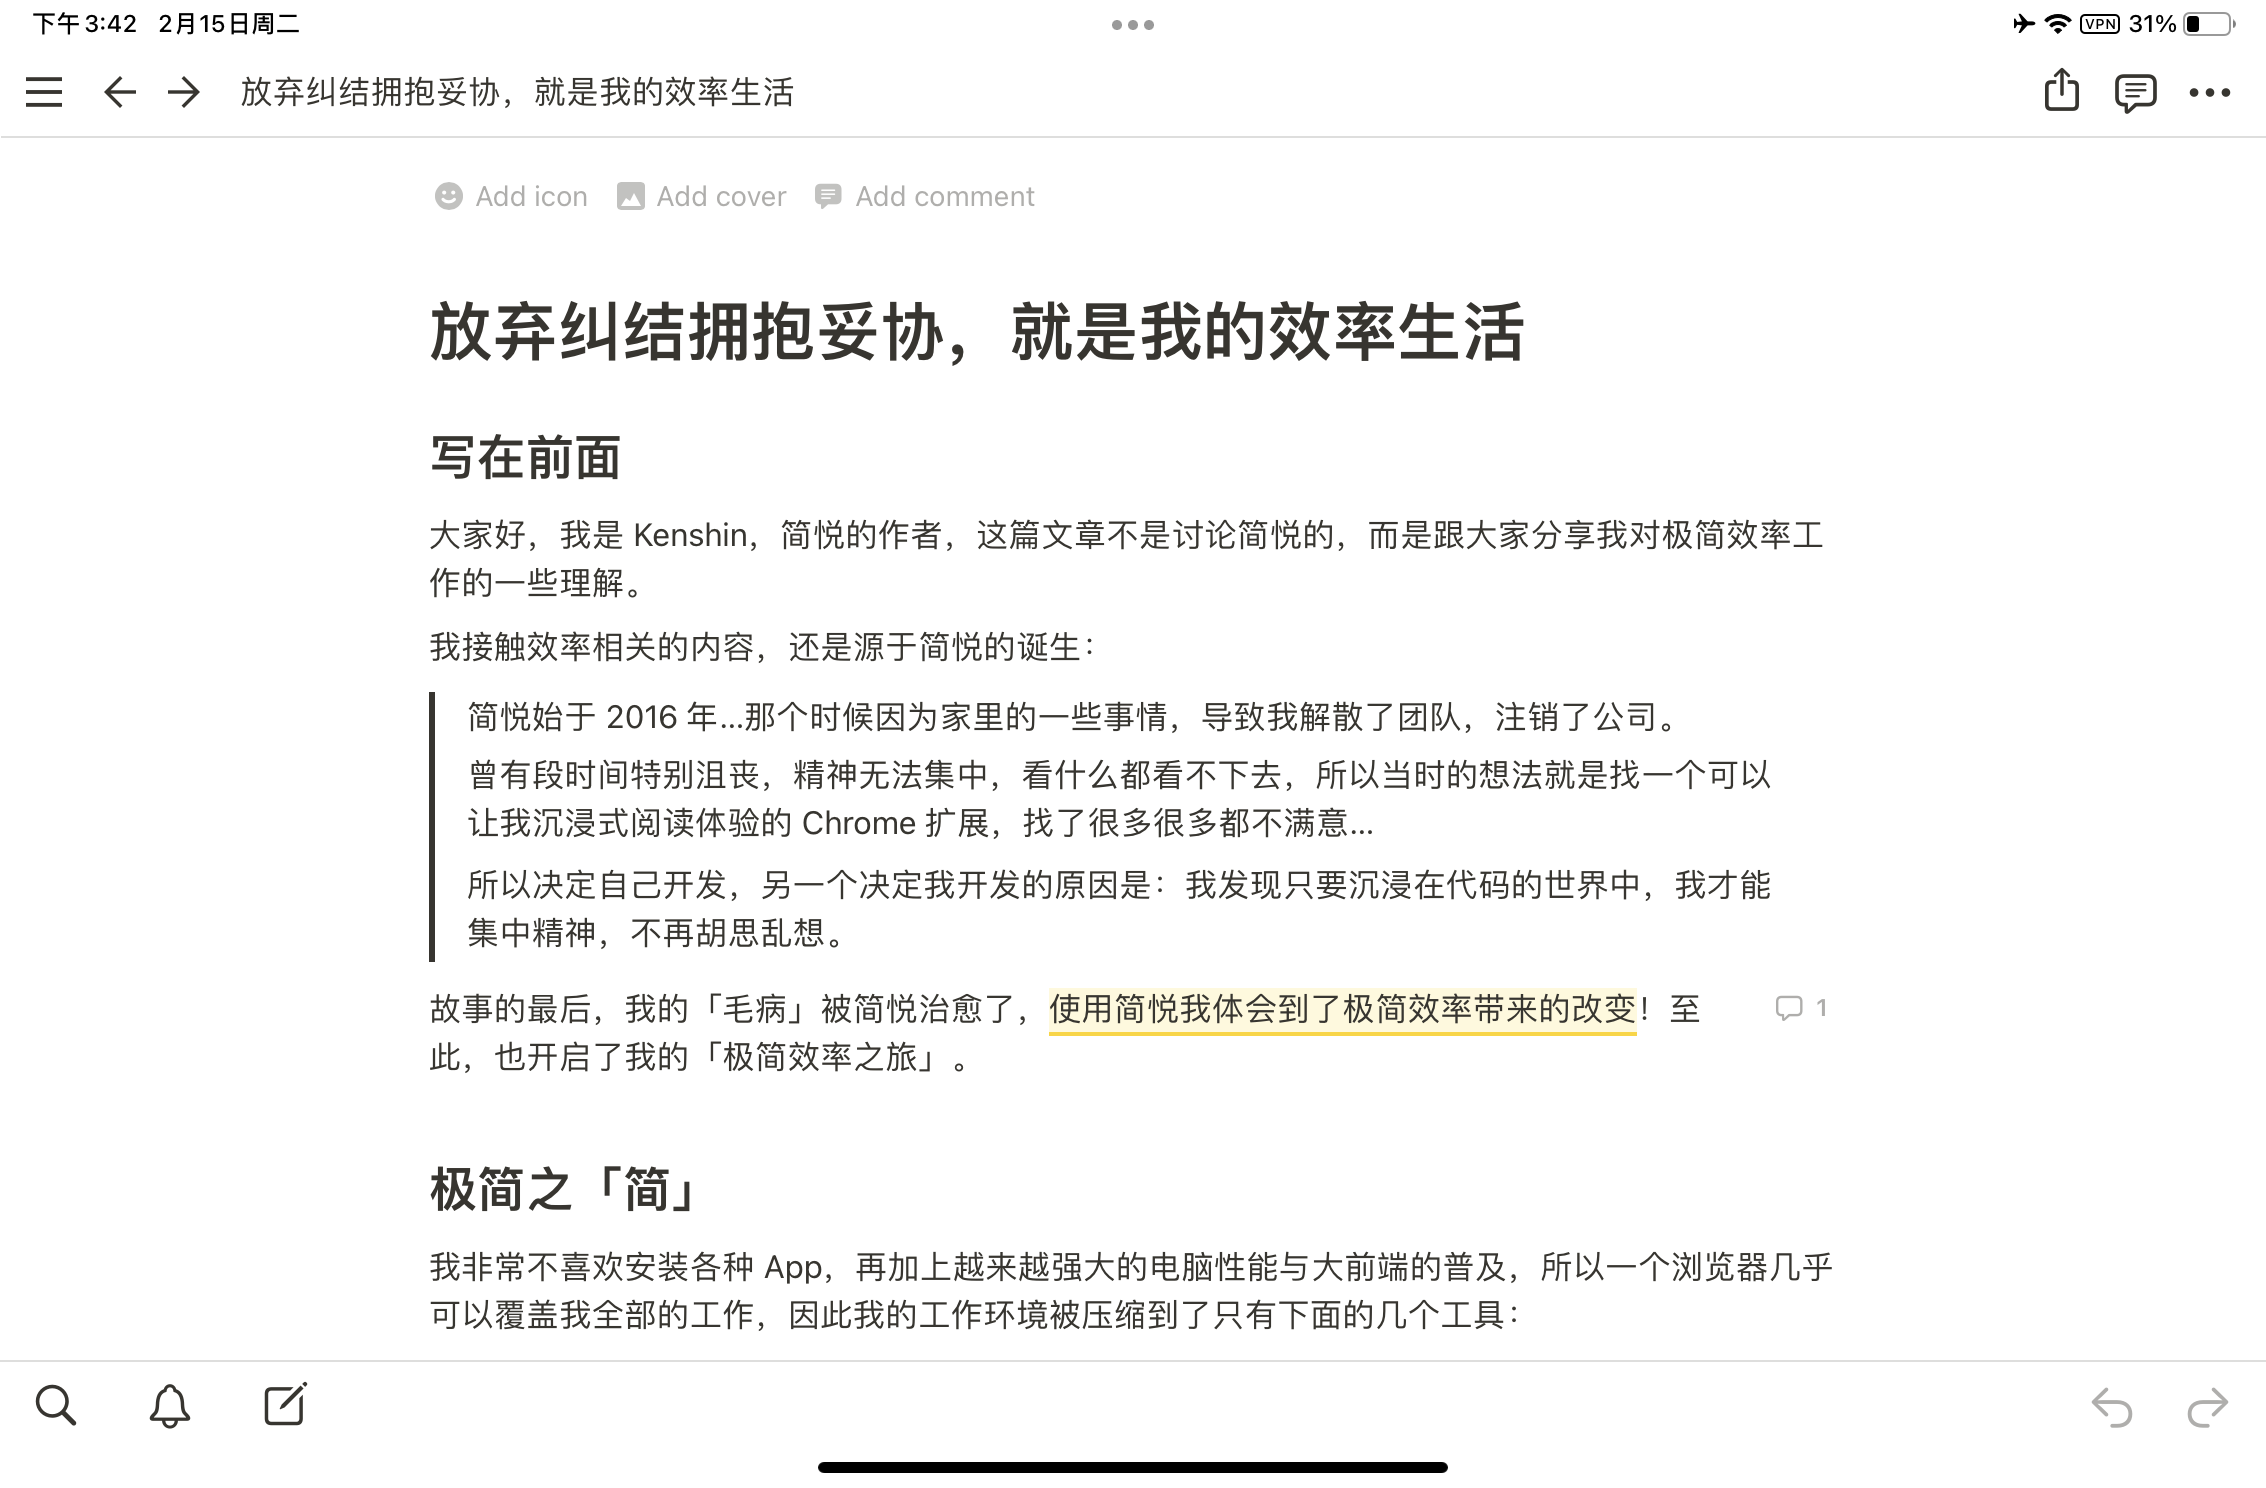 下午3:42 2月15日周二
VPN 31%
放弃纠结拥抱妥协，就是我的效率生活
Add icon Add cover Add comment
放弃纠结拥抱妥协，就是我的效率生活
写在前面
大家好，我是 Kenshin，简悦的作者，这篇文章不是讨论简悦的，而是跟大家分享我对极简效率工
作的一些理解。
我接触效率相关的内容，还是源于简悦的诞生：
简悦始于 2016 年...那个时候因为家里的一些事情，导致我解散了团队，注销了公司。
曾有段时间特别沮丧，精神无法集中，看什么都看不下去，所以当时的想法就是找一个可以
让我沉浸式阅读体验的 Chrome 扩展，找了很多很多都不满意...
所以决定自己开发，另一个决定我开发的原因是：我发现只要沉浸在代码的世界中，我才能
集中精神，不再胡思乱想。
故事的最后，我的「毛病」被简悦治愈了，使用简悦我体会到了极简效率带来的改变！至 1
此，也开启了我的「极简效率之旅」。
极简之「简」
我非常不喜欢安装各种 App，再加上越来越强大的电脑性能与大前端的普及，所以一个浏览器几乎
可以覆盖我全部的工作，因此我的工作环境被压缩到了只有下面的几个工具：